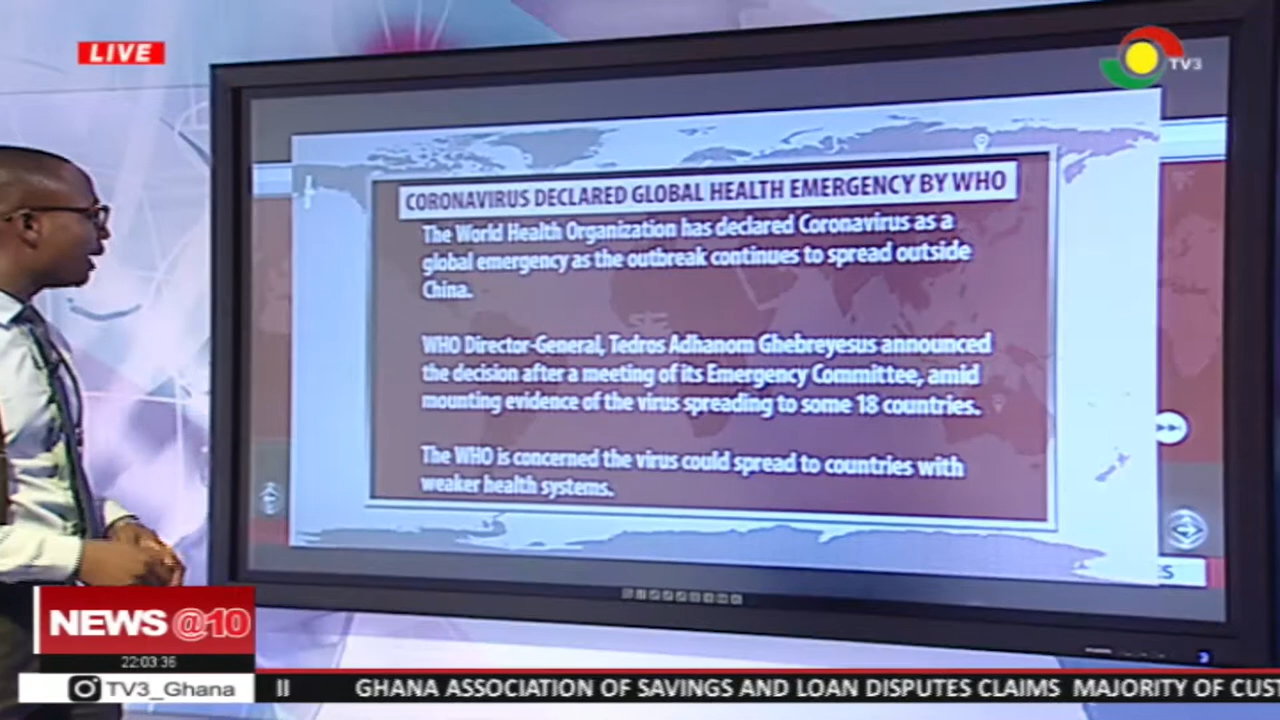 LIVE
TV3
CORONAVIRUS DECLARED GLOBAL HEALTH EMERGENCY BY WHO
The World Health Organization has declared Coronavirus as a
global emergency as the outbreak continues to spread outside
China.
WHO Director-General, Tedros Adhanom Ghebreyesus announced
the decision after a meeting of its Emergency Committee, amid
mounting evidence of the virus spreading to some 18 countries.
The WHO is concerned the virus could spread to countries with
weaker health systems.
NEWS @10
22:03:36
TV3_Ghana
GHANA ASSOCIATION OF SAVINGS AND LOAN DISPUTES CLAIMS MAJORITY OF CUST